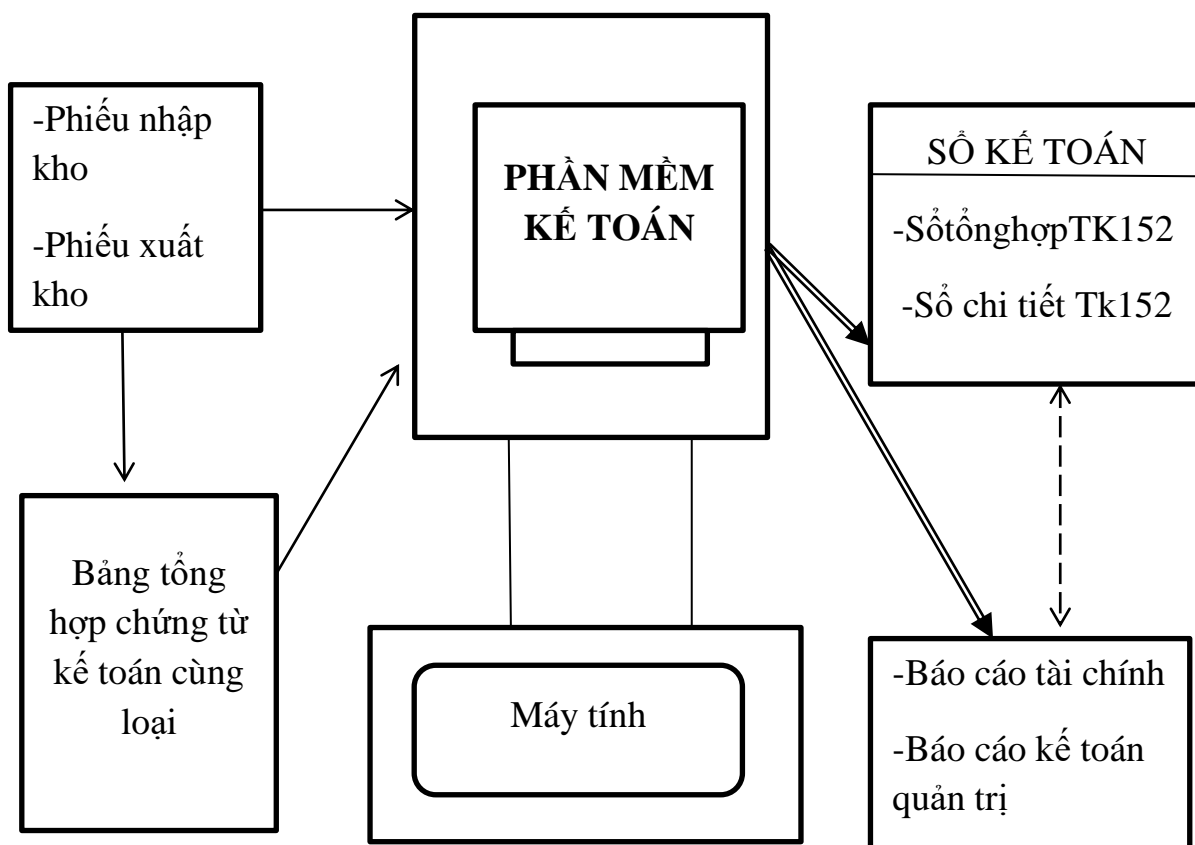 -Phiếu nhập
kho
-Phiếu xuất
kho
PHẦN MỀM
KẾ TOÁN
SỔ KẾ TOÁN
-SổtổnghợpTK152
-Sổ chi tiết Tk152
Bảng tổng
hợp chứng từ
kế toán cùng
loại
Máy tính
-Báo cáo tài chính
-Báo cáo kế toán
quản trị